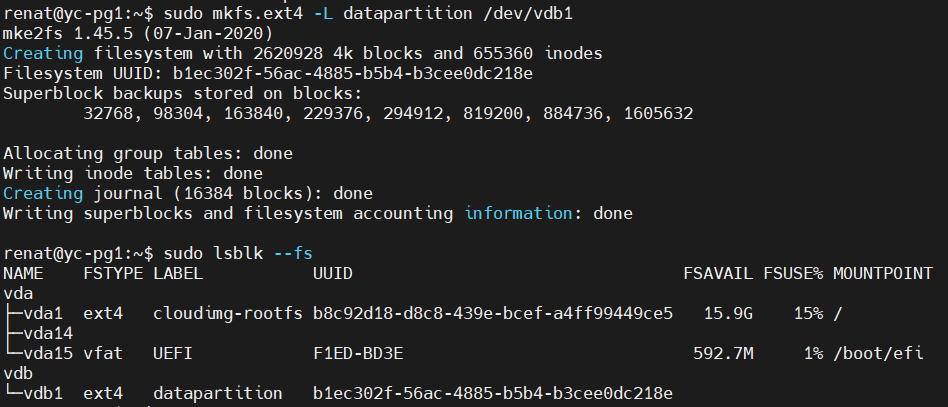 renat@yc-pg1:~$ sudo mkfs.ext4 -L datapartition /dev/vdb1
mke2fs 1.45.5 (07-Jan-2020)
Creating filesystem with 2620928 4k blocks and 655360 inodes
Filesystem UUID: b1ec302f-56ac-4885-b5b4-b3cee0dc218e
Superblock backups stored on blocks:
        32768, 98304, 163840, 229376, 294912, 819200, 884736, 1605632

Allocating group tables: done
Writing inode tables: done
Creating journal (16384 blocks): done
Writing superblocks and filesystem accounting information: done

renat@yc-pg1:~$ sudo lsblk --fs
NAME    FSTYPE LABEL           UUID                                 FSAVAIL FSUSE% MOUNTPOINT
vda
├─vda1  ext4   cloudimg-rootfs b8c92d18-d8c8-439e-bcef-a4ff99449ce5   15.9G    15% /
├─vda14
└─vda15 vfat   UEFI            F1ED-BD3E                             592.7M     1% /boot/efi
vdb
└─vdb1  ext4   datapartition   b1ec302f-56ac-4885-b5b4-b3cee0dc218e